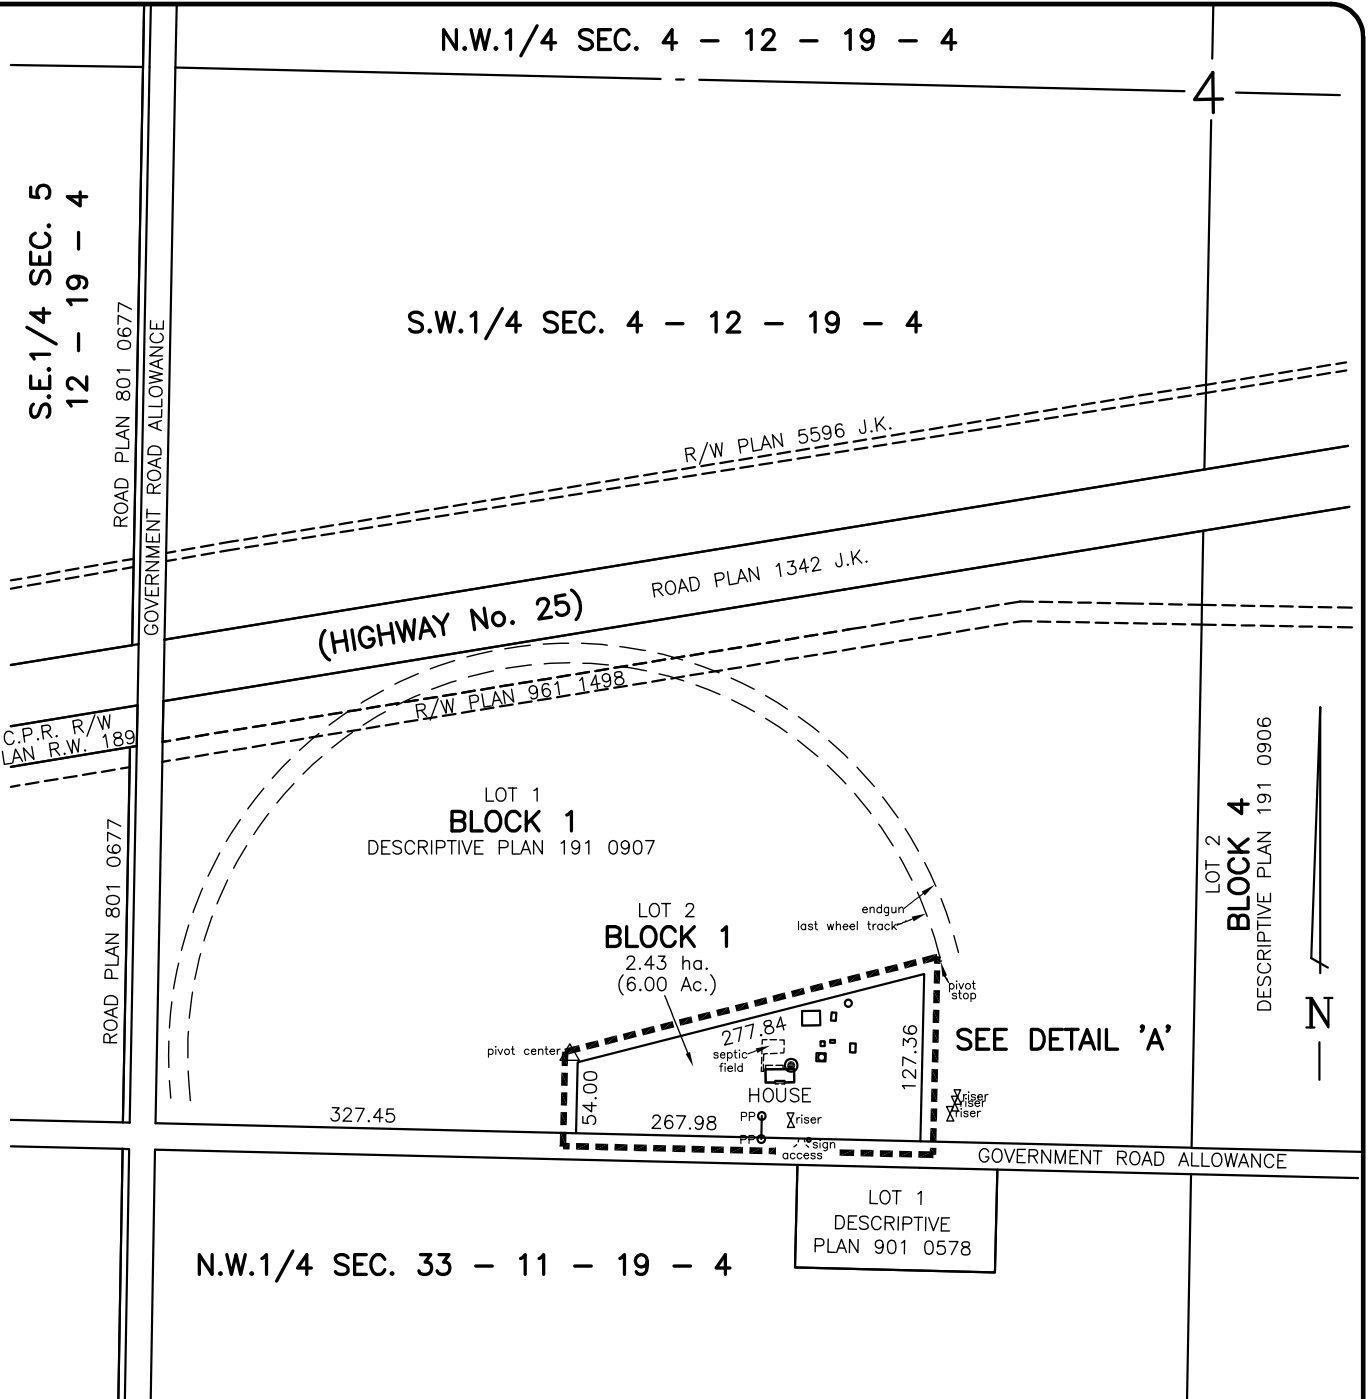 N.W.1/4 SEC. 4 - 12 - 19 - 4
4
S.E.1/4 SEC. 5
12 - 19 - 4
ROAD PLAN 801 0677
GOVERNMENT ROAD ALLOWANCE
S.W.1/4 SEC. 4 - 12 - 19 - 4
R/W PLAN 5596 J.K.
ROAD PLAN 1342 J.K.
(HIGHWAY No. 25)
R/W PLAN 961 1498
C.P.R. R/W
LAN R.W. 189
LOT 1
BLOCK 1
DESCRIPTIVE PLAN 191 0907
ROAD PLAN 801 0677
LOT 2
BLOCK 4
DESCRIPTIVE PLAN 191 0906
endgun
last wheel track
LOT 2
BLOCK 1
2.43 ha.
(6.00 Ac.)
pivot
stop
N
SEE DETAIL 'A'
277.84
septic
field
pivot center
54.00
127.36
HOUSE
327.45
267.98
PP
riser
PP
sign
access
riser
riser
riser
GOVERNMENT ROAD ALLOWANCE
LOT 1
DESCRIPTIVE
PLAN 901 0578
N.W.1/4 SEC. 33 - 11 - 19 - 4